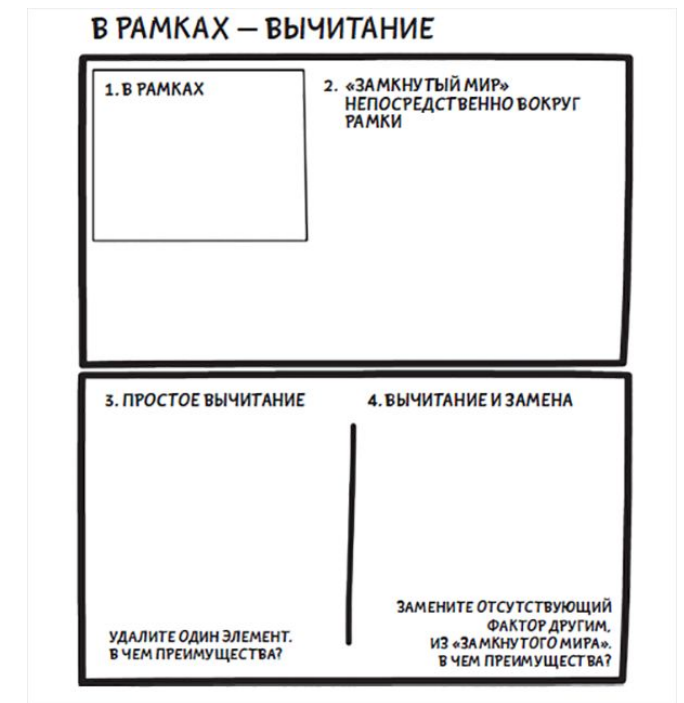 В РАМКАХ – ВЫЧИТАНИЕ
1. В РАМКАХ
2. «ЗАМКНУТЫЙ МИР»
НЕПОСРЕДСТВЕННО ВОКРУГ
РАМКИ
3. ПРОСТОЕ ВЫЧИТАНИЕ
4. ВЫЧИТАНИЕ И ЗАМЕНА
УДАЛИТЕ ОДИН ЭЛЕМЕНТ.
В ЧЕМ ПРЕИМУЩЕСТВА?
ЗАМЕНИТЕ ОТСУТСТВУЮЩИЙ
ФАКТОР ДРУГИМ,
ИЗ «ЗАМКНУТОГО МИРА».
В ЧЕМ ПРЕИМУЩЕСТВА?